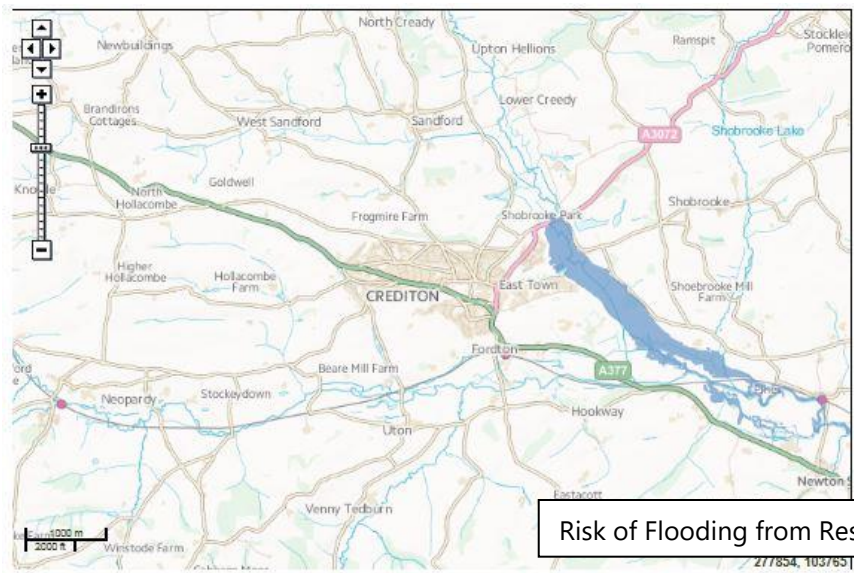 North Cready
Newbuildings
Upton Hellions
Ramspit
Stocklei
Pomero
Brandirons
Cottages
Lower Creedy
West Sandford
Sandford
A3072
Shobrooke Lake
Goldwell
North
Hollacombe
Frogmire Farm
Shobrooke Park
Shobrooke
Higher
Hollacombe
Hollacombe
Farm
CREDITON
East Town
Shoebrooke Mill
Farm
Fordton
Beare Mill Farm
A377
Neopardy
Stockeydown
Hookway
Uton
Newton S
Eastacott
Venny Tedburn
Risk of Flooding from Res
1000 m
2000 ft
Winstode Farm
277854, 103765